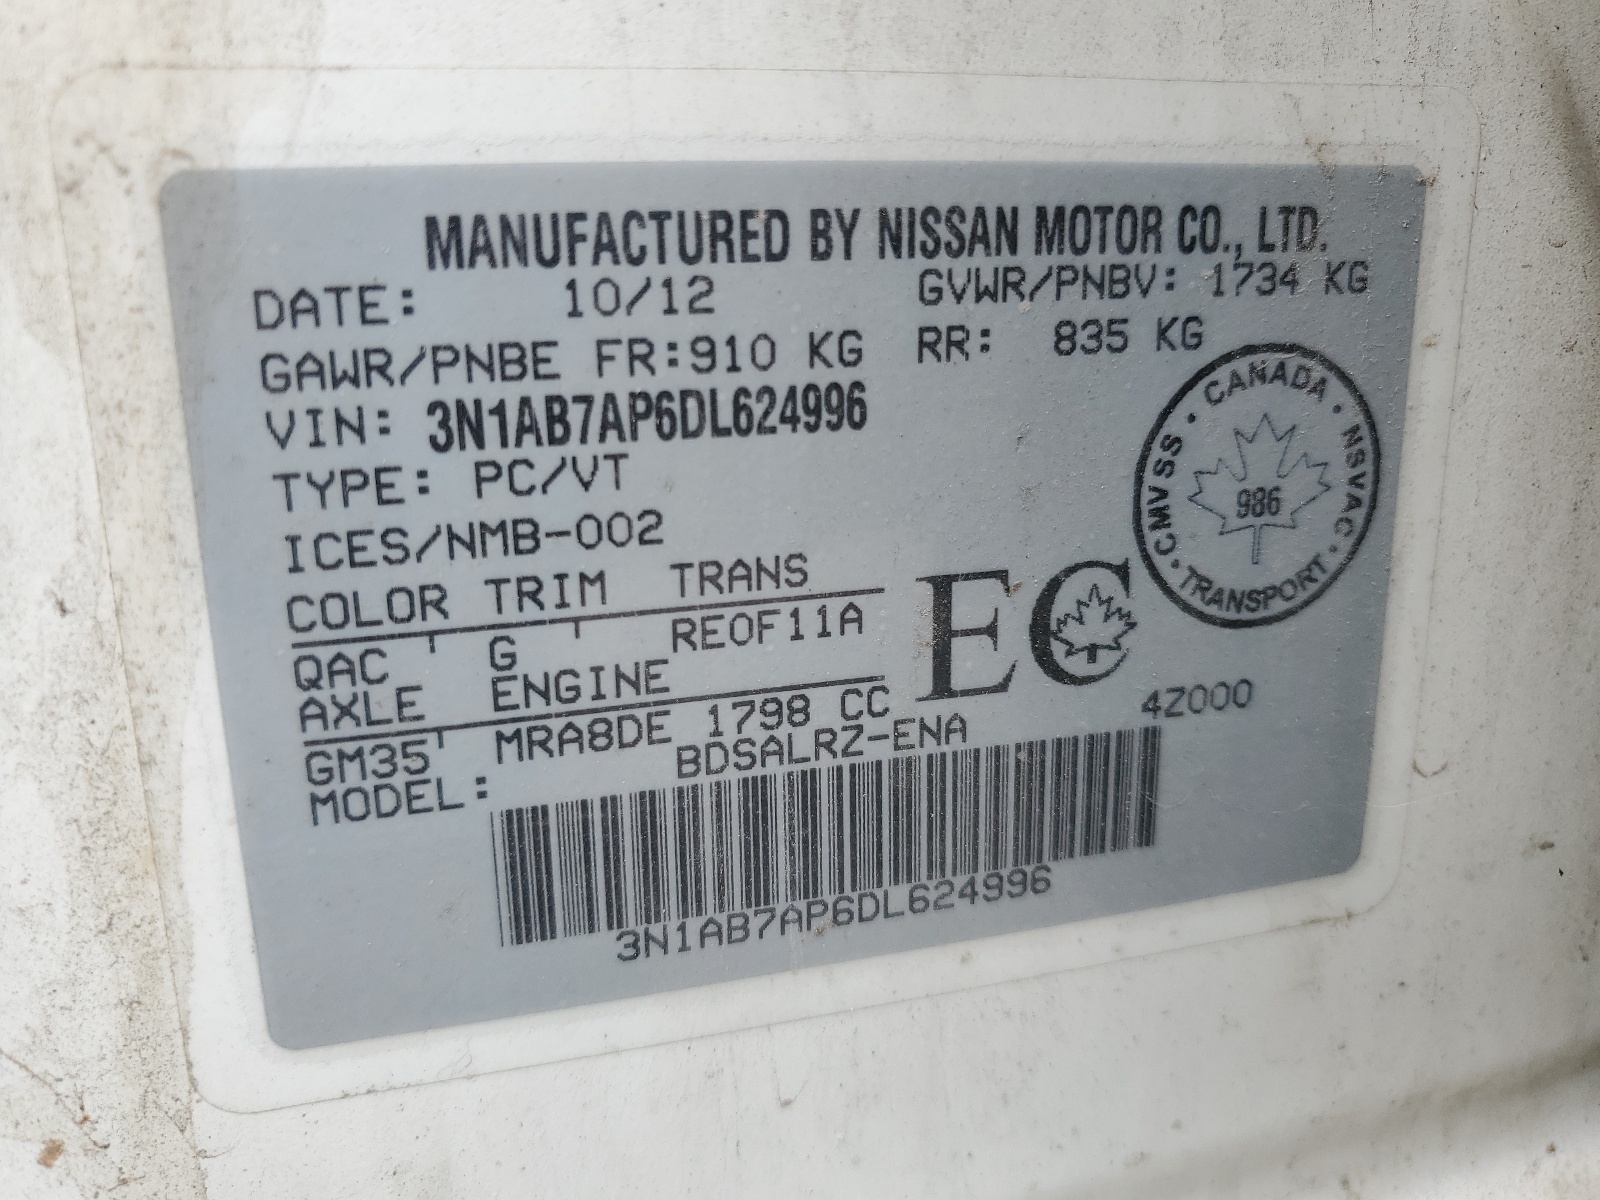 MANUFACTURED BY NISSAN MOTOR CO., LTD.
DATE: 10/12 GVWR/PNBV: 1734 KG
GAWR/PNBE FR:910 KG RR: 835 KG
VIN: 3N1AB7AP6DL624996
TYPE: PC/VT
ICES/NMB-002
COLOR TRIM TRANS
QAC G REOF11A
AXLE ENGINE
GM35 MRA8DE 1798 CC
MODEL: BDSALRZ-ENA
4Z000
3N1AB7AP6DL624996
EC
CANADA
CMVSS · NSVAC
986
TRANSPORT